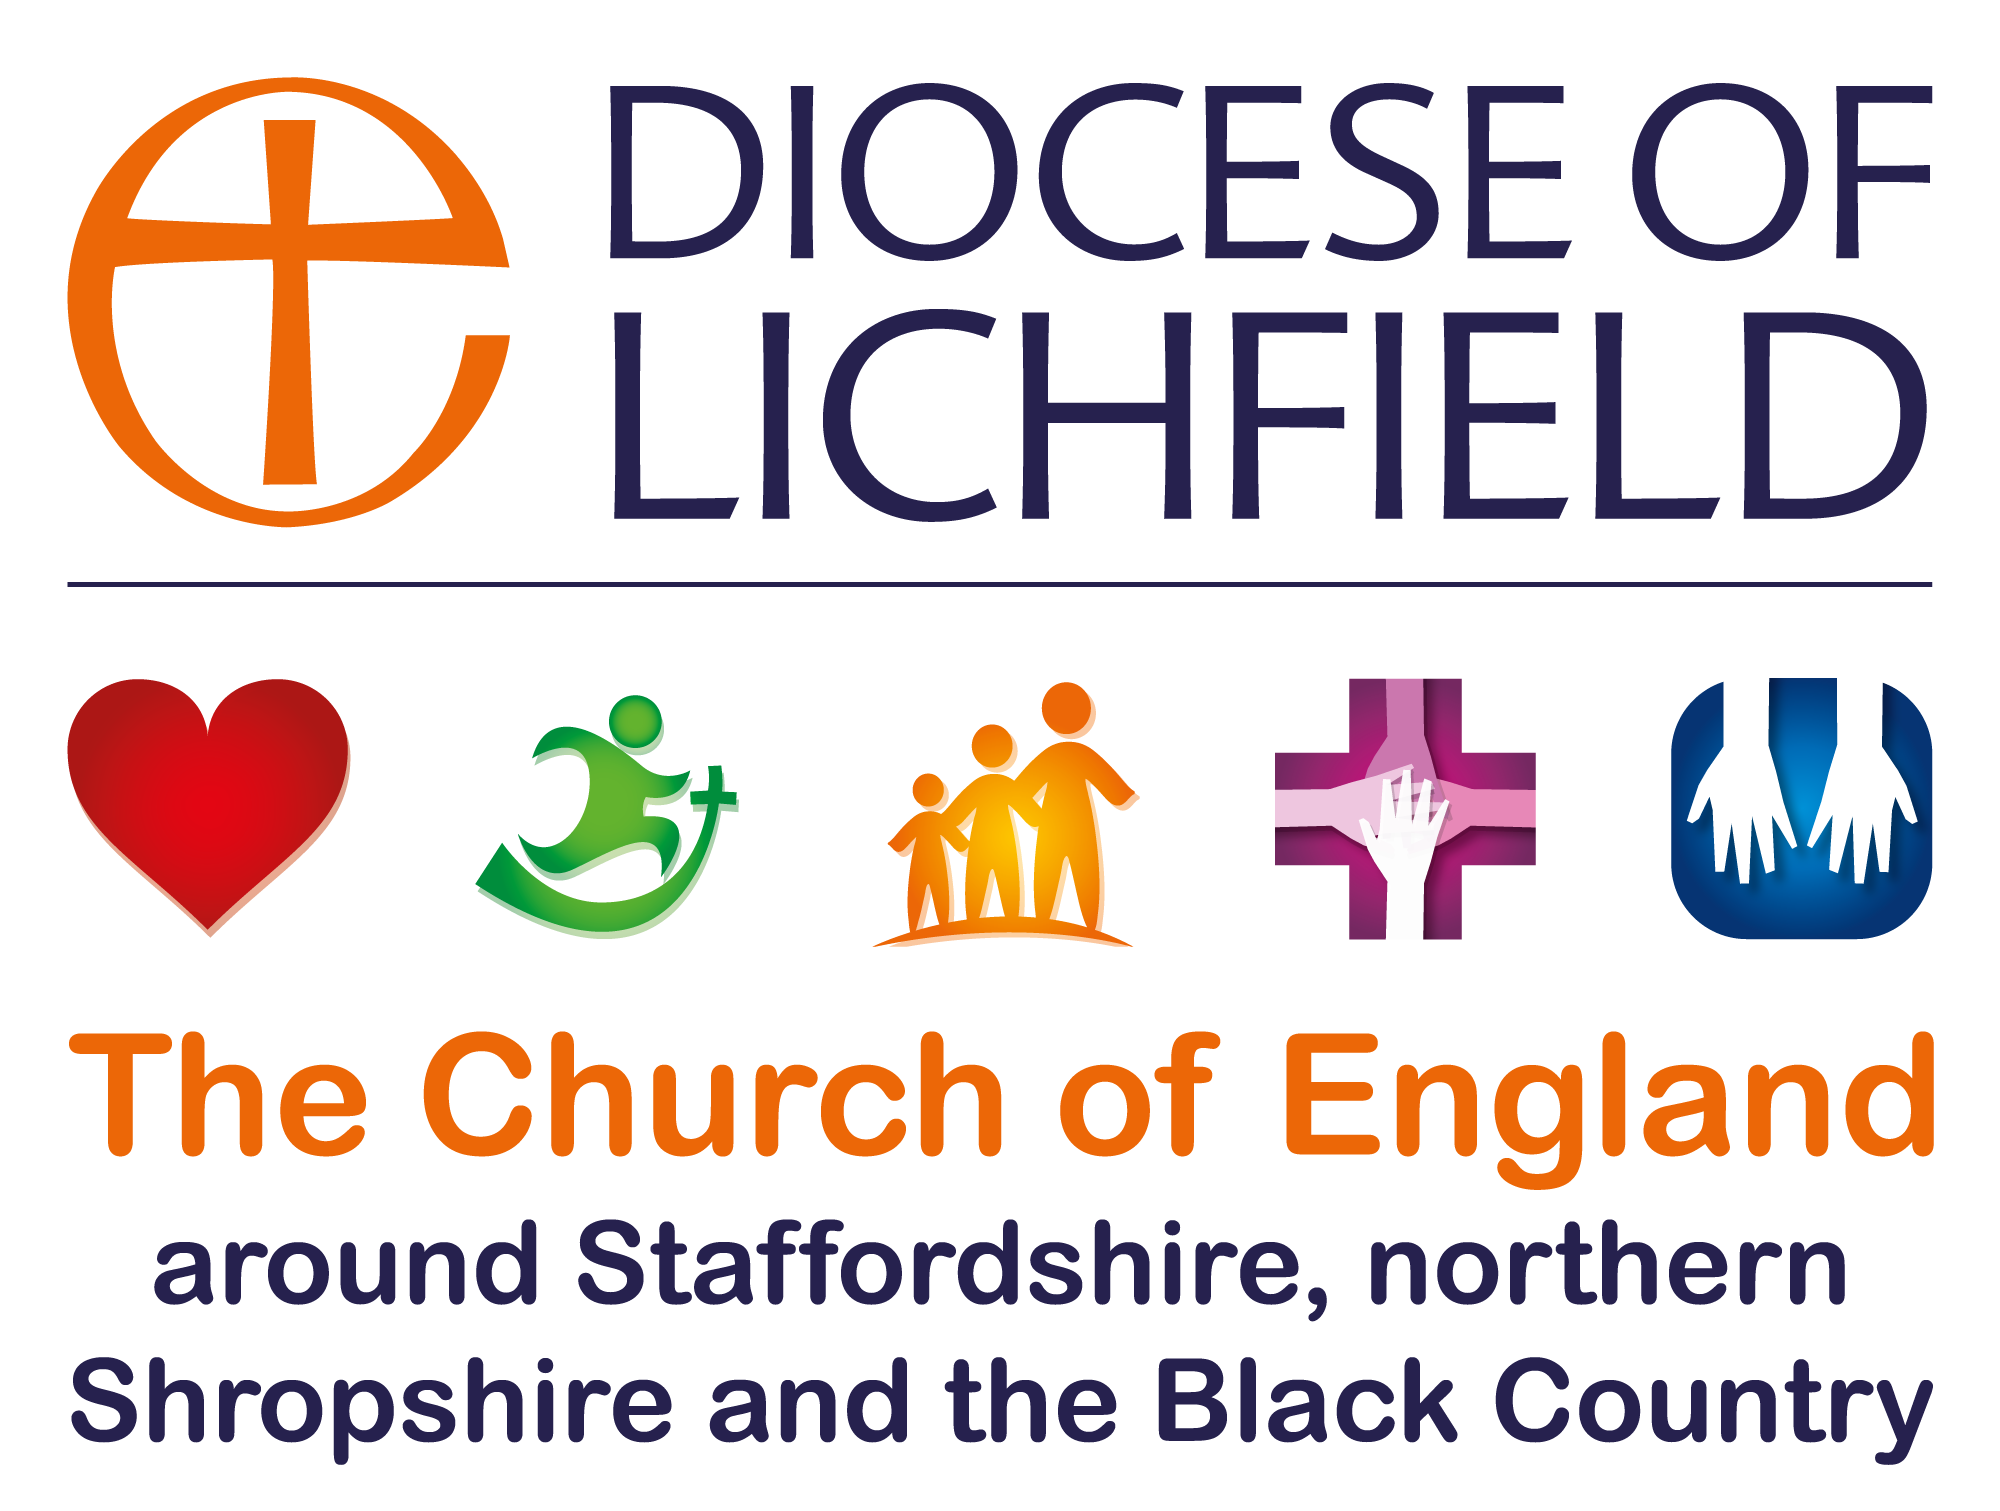 DIOCESE OF
LICHFIELD
The Church of England
around Staffordshire, northern
Shropshire and the Black Country